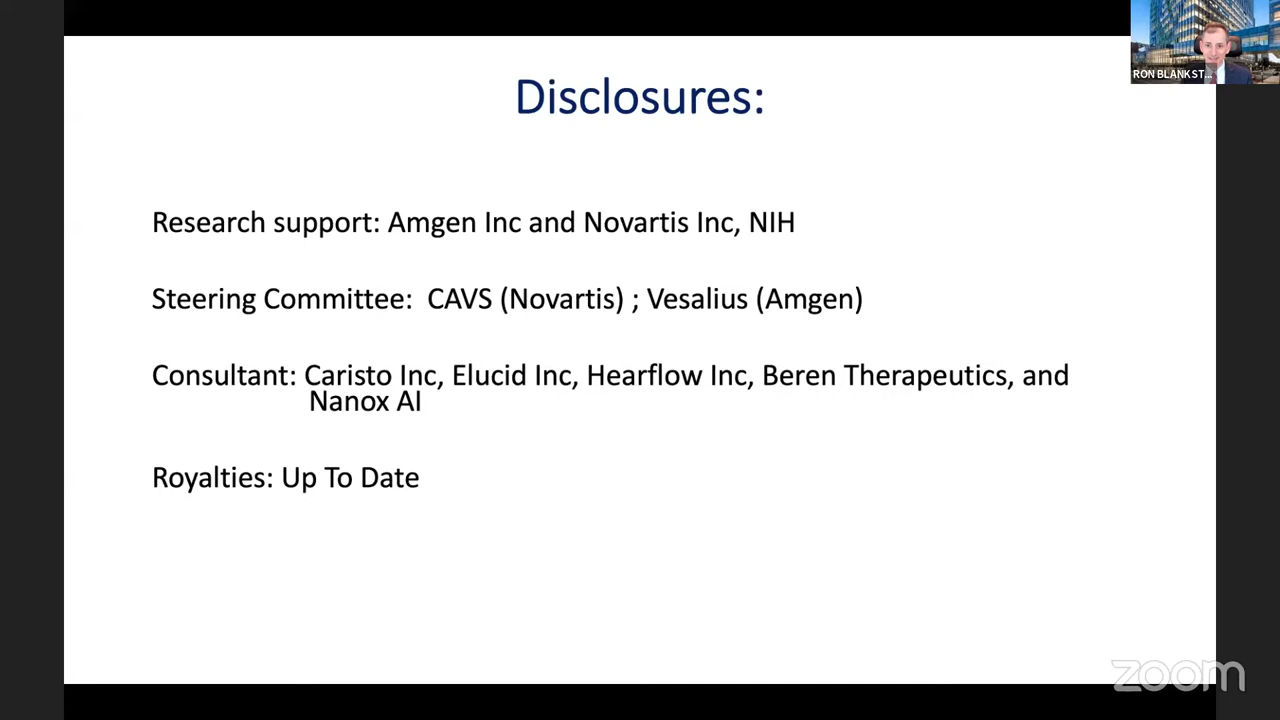 RON BLANKST...
Disclosures:
Research support: Amgen Inc and Novartis Inc, NIH
Steering Committee: CAVS (Novartis) ; Vesalius (Amgen)
Consultant: Caristo Inc, Elucid Inc, Hearflow Inc, Beren Therapeutics, and
Nanox AI
Royalties: Up To Date
zoom